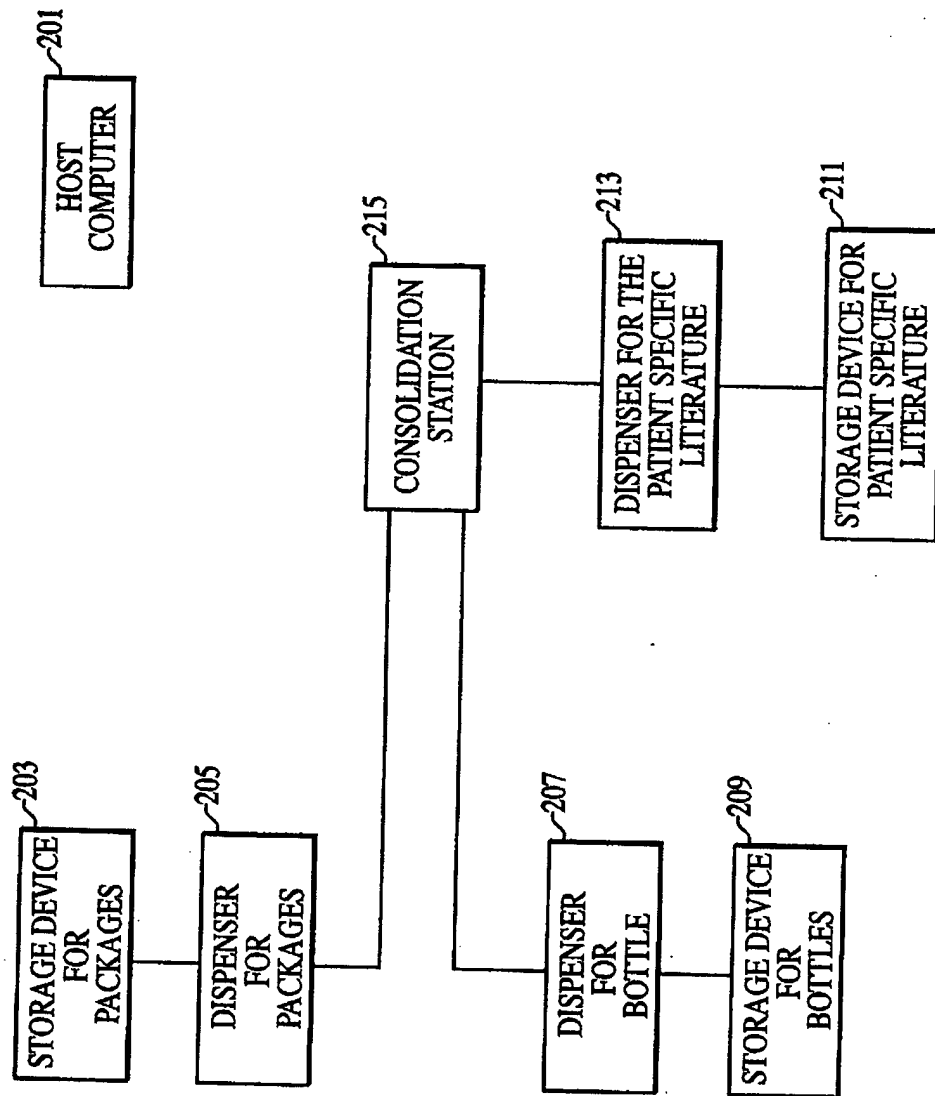 201
HOST
COMPUTER
203
STORAGE DEVICE
FOR
PACKAGES
205
DISPENSER
FOR
PACKAGES
215
CONSOLIDATION
STATION
207
DISPENSER
FOR
BOTTLE
209
STORAGE DEVICE
FOR
BOTTLES
213
DISPENSER FOR THE
PATIENT SPECIFIC
LITERATURE
211
STORAGE DEVICE FOR
PATIENT SPECIFIC
LITERATURE